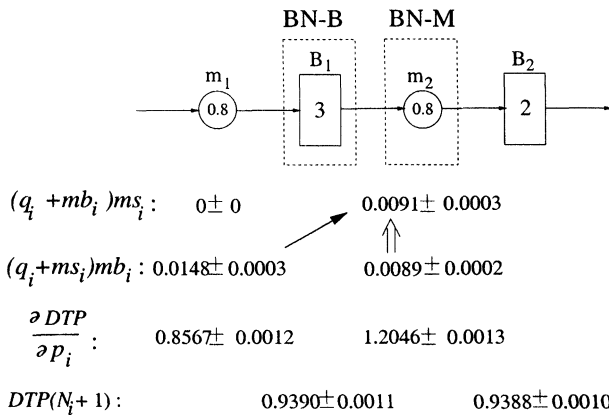 BN-B BN-M
B₁ B₂
m₁ m₂
0.8 3 0.8 2
(qᵢ +mbᵢ )msᵢ : 0± 0 0.0091± 0.0003
(qᵢ+msᵢ)mbᵢ : 0.0148± 0.0003 0.0089± 0.0002
∂ DTP
∂ pᵢ : 0.8567± 0.0012 1.2046± 0.0013
DTP(Nᵢ+ 1) : 0.9390±0.0011 0.9388±0.0010